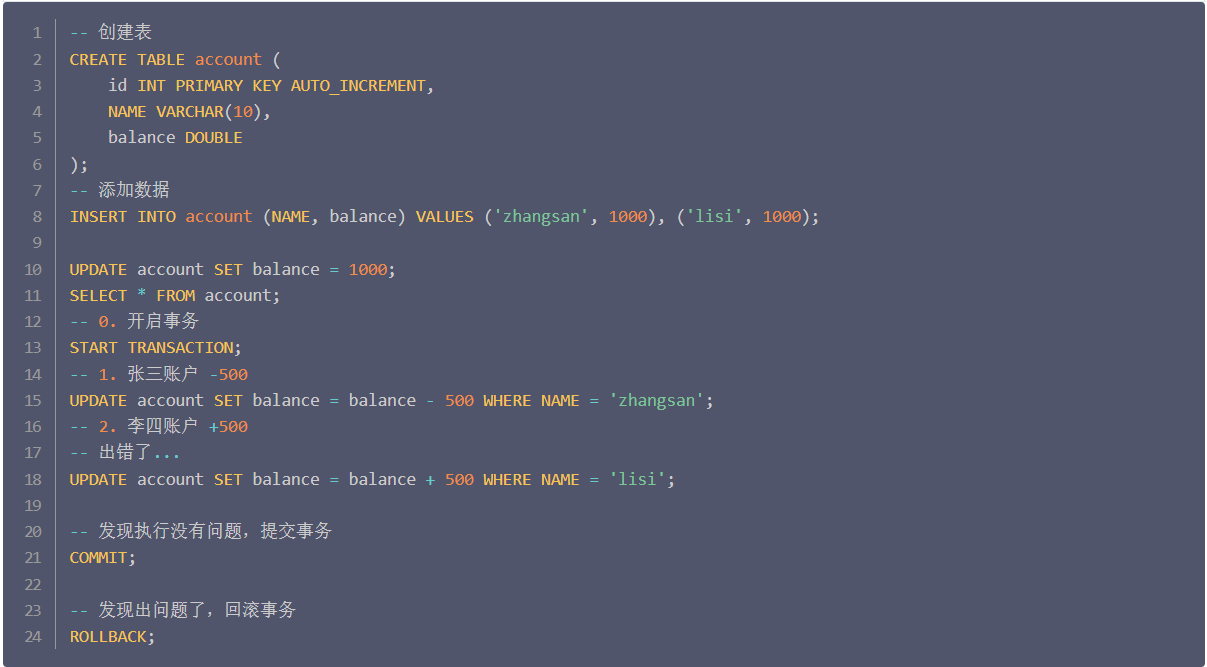 1 -- 创建表
2 CREATE TABLE account (
3 id INT PRIMARY KEY AUTO_INCREMENT,
4 NAME VARCHAR(10),
5 balance DOUBLE
6 );
7 -- 添加数据
8 INSERT INTO account (NAME, balance) VALUES ('zhangsan', 1000), ('lisi', 1000);
9
10 UPDATE account SET balance = 1000;
11 SELECT * FROM account;
12 -- 0. 开启事务
13 START TRANSACTION;
14 -- 1. 张三账户 -500
15 UPDATE account SET balance = balance - 500 WHERE NAME = 'zhangsan';
16 -- 2. 李四账户 +500
17 -- 出错了...
18 UPDATE account SET balance = balance + 500 WHERE NAME = 'lisi';
19
20 -- 发现执行没有问题，提交事务
21 COMMIT;
22
23 -- 发现出问题了，回滚事务
24 ROLLBACK;